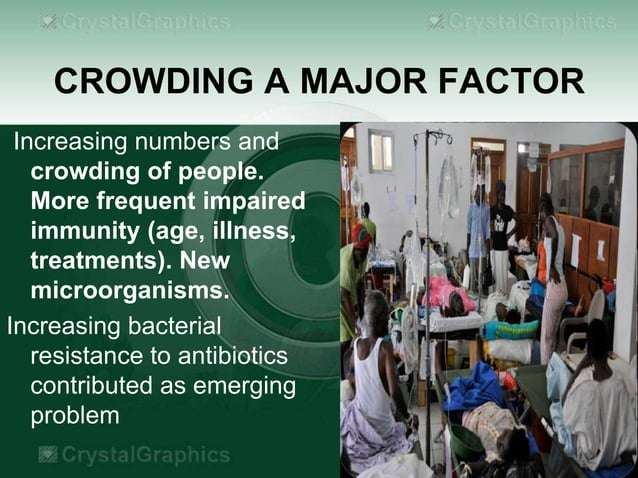 CrystalGraphics CrystalGraphics
CROWDING A MAJOR FACTOR
Increasing numbers and
crowding of people.
More frequent impaired
immunity (age, illness,
treatments). New
microorganisms.
Increasing bacterial
resistance to antibiotics
contributed as emerging
problem
CrystalGraphics